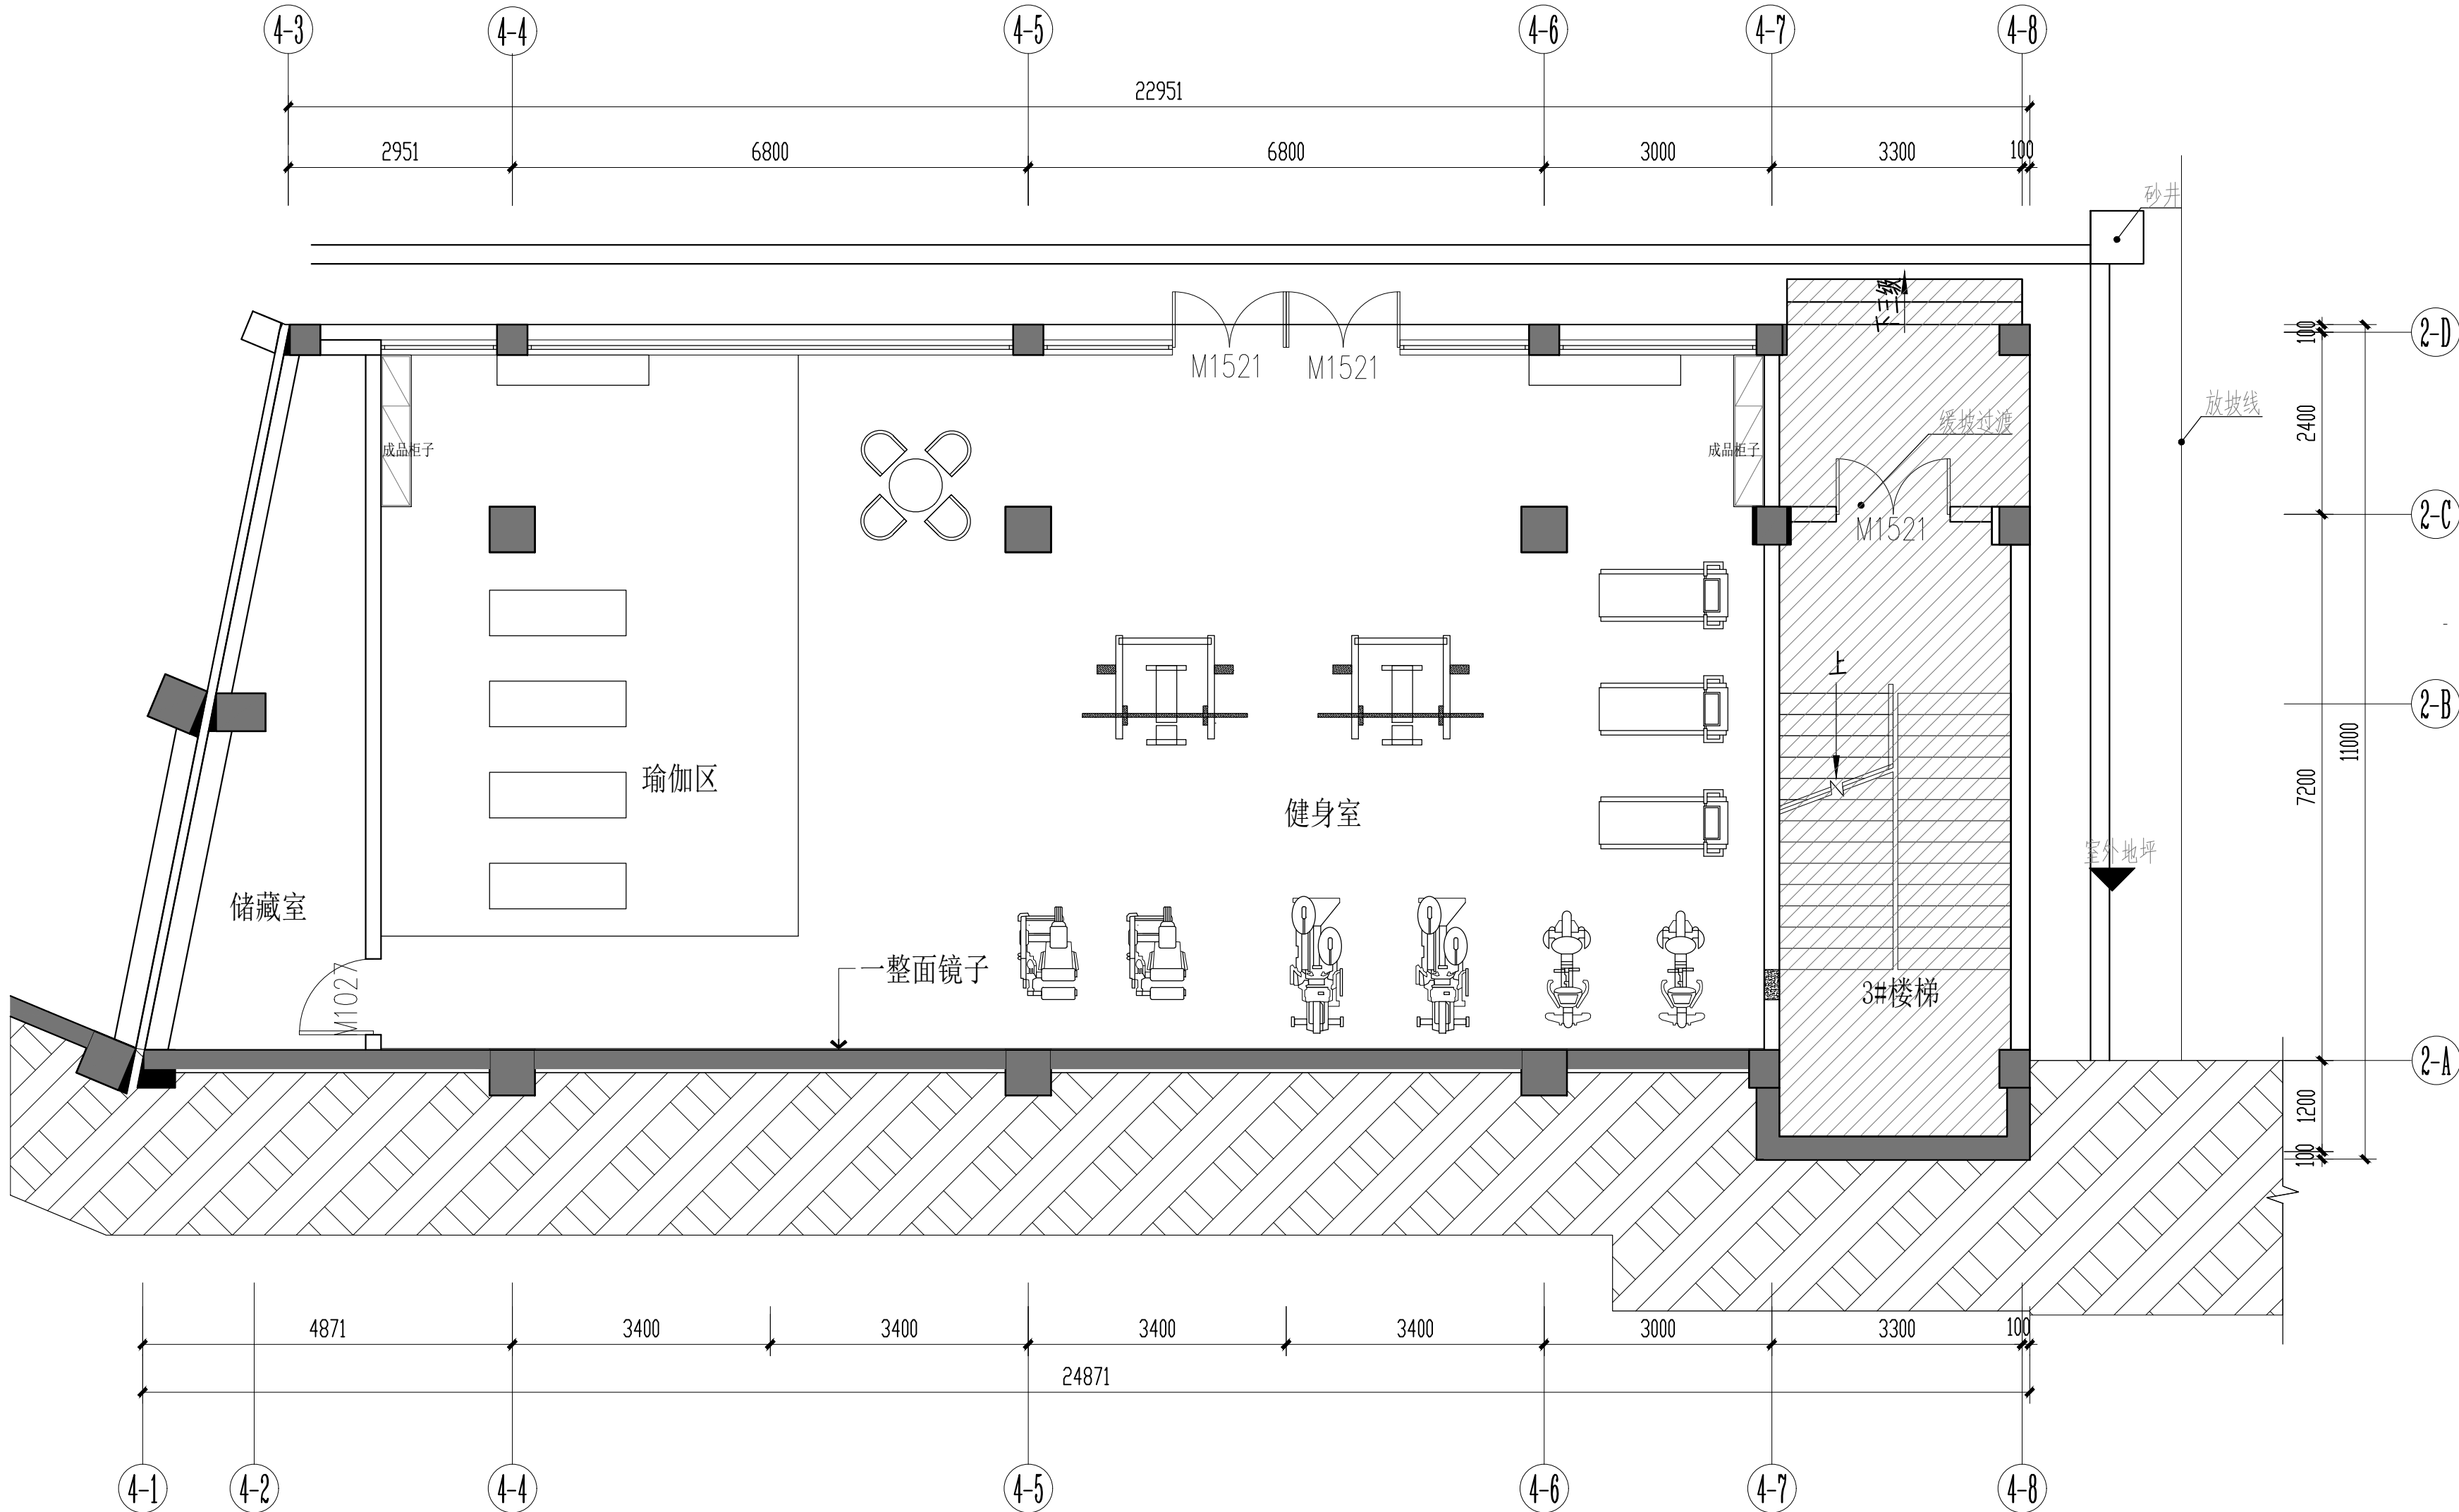 4-3
4-4
4-5
4-6
4-7
4-8
22951
2951
6800
6800
3000
3300
100
砂井
下三级
2-D
100
M1521
M1521
放坡线
2400
缓坡过渡
成品柜子
成品柜子
2-C
M1521
上
2-B
11000
瑜伽区
7200
健身室
室外地坪
储藏室
一整面镜子
M1027
3#楼梯
2-A
1200
100
4871
3400
3400
3400
3400
3000
3300
100
24871
4-1
4-2
4-4
4-5
4-6
4-7
4-8